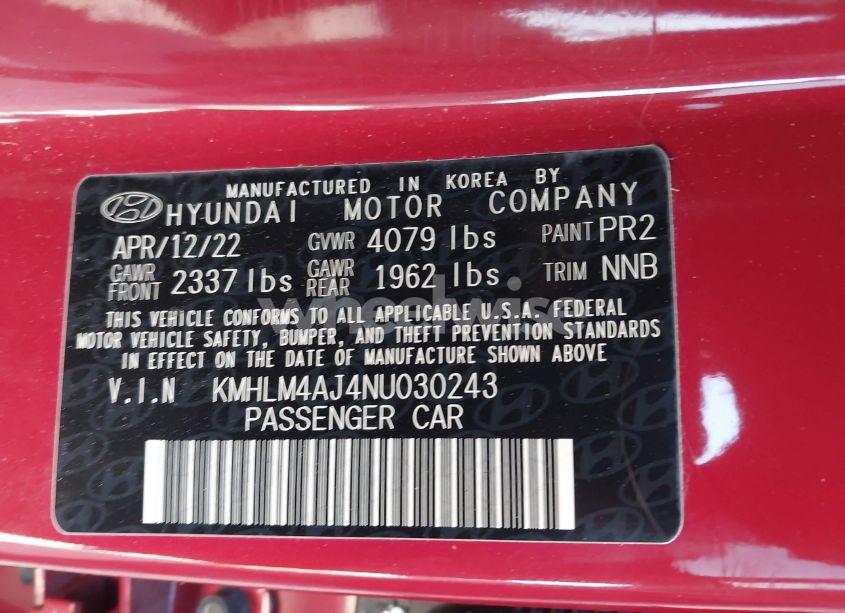 MANUFACTURED IN KOREA BY
HYUNDAI MOTOR COMPANY
APR/12/22 GVWR 4079 lbs PAINT PR2
GAWR FRONT 2337 lbs GAWR REAR 1962 lbs TRIM NNB
THIS VEHICLE CONFORMS TO ALL APPLICABLE U.S.A. FEDERAL
MOTOR VEHICLE SAFETY, BUMPER, AND THEFT PREVENTION STANDARDS
IN EFFECT ON THE DATE OF MANUFACTURE SHOWN ABOVE
V.I.N KMHLM4AJ4NU030243
PASSENGER CAR